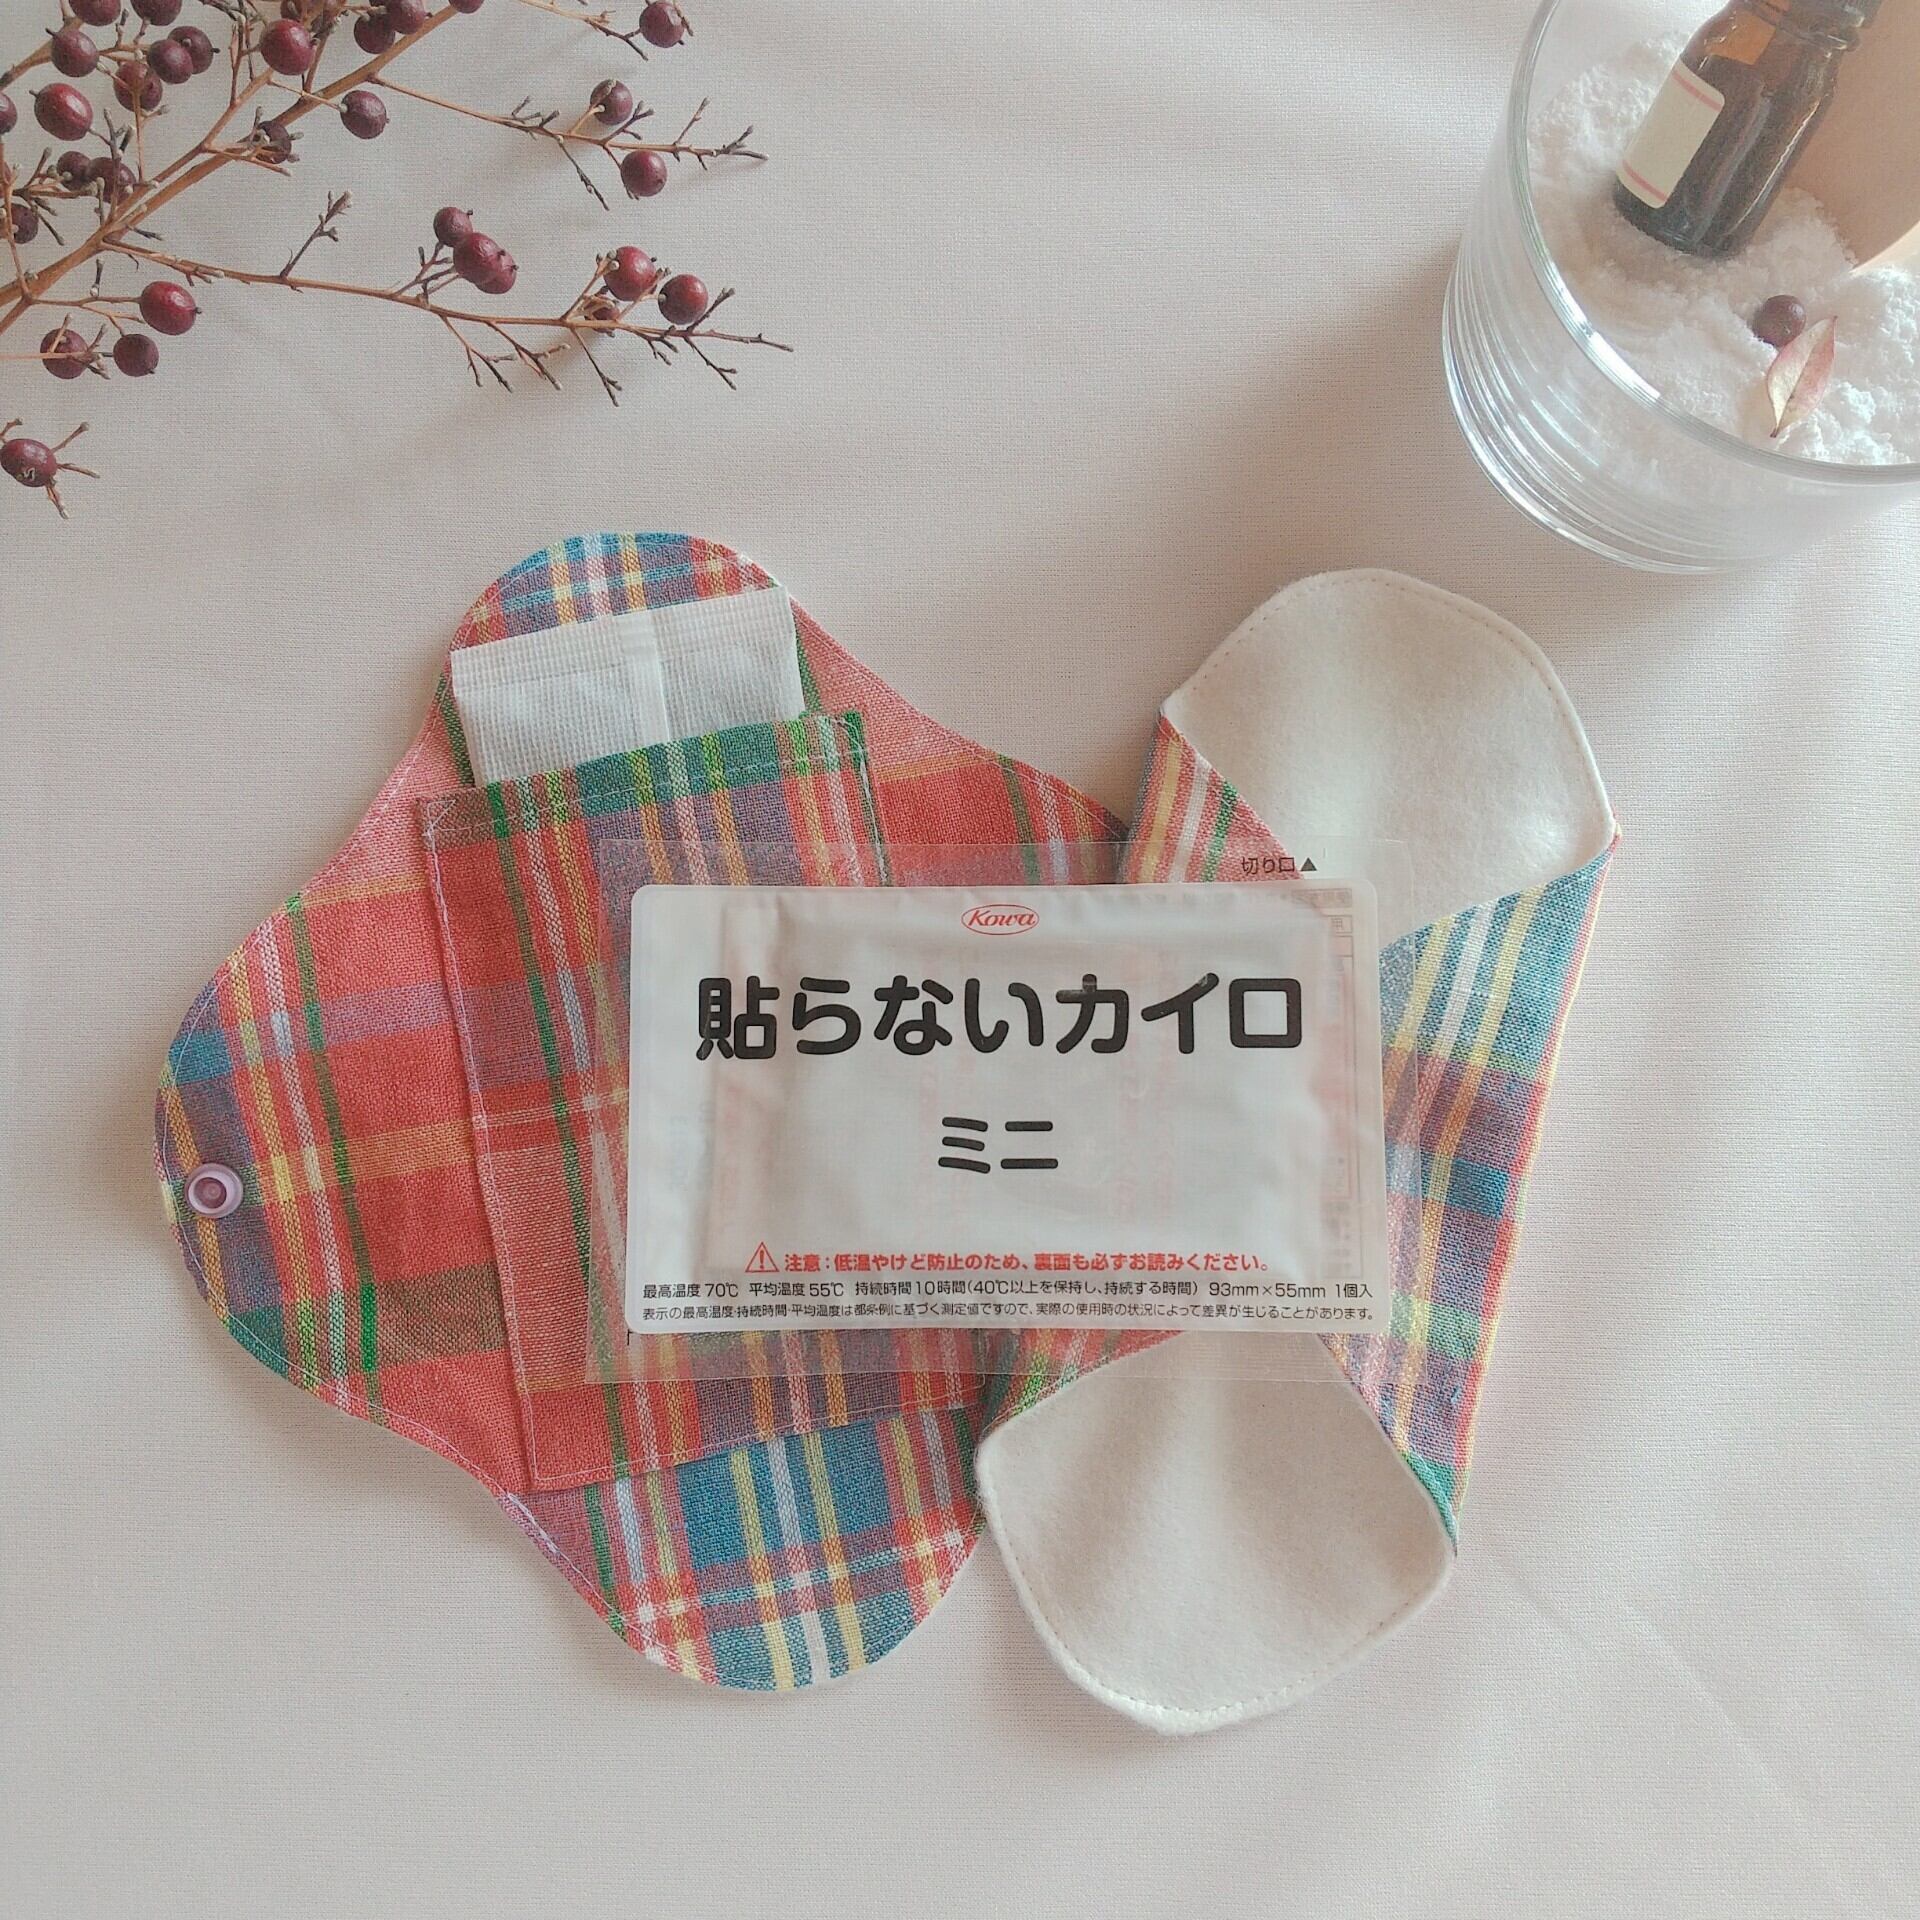 切り口▲
Kowa
貼らないカイロ
ミニ
注意：低温やけど防止のため、裏面も必ずお読みください。
最高温度70℃ 平均温度55℃ 持続時間10時間(40℃以上を保持し、持続する時間) 93mm×55mm 1個入
表示の最高温度・持続時間・平均温度は都条例に基づく測定値ですので、実際の使用時の状況によって差異が生じることがあります。